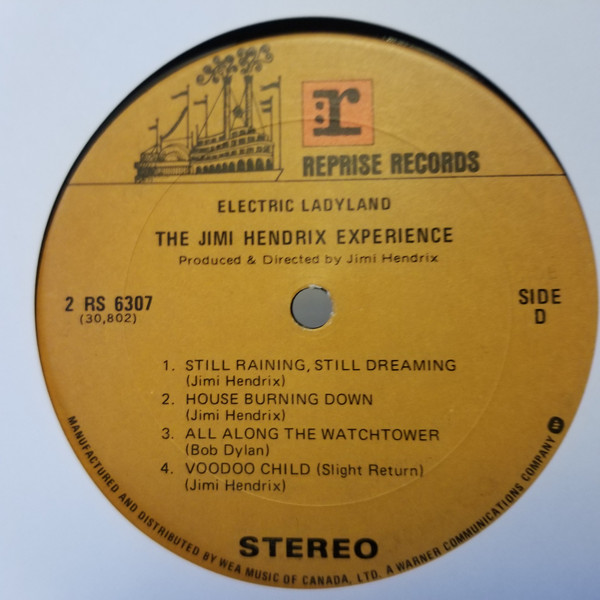 :r
REPRISE RECORDS
ELECTRIC LADYLAND
THE JIMI HENDRIX EXPERIENCE
Produced & Directed by Jimi Hendrix
2 RS 6307
(30,802)
SIDE
D
1. STILL RAINING, STILL DREAMING
(Jimi Hendrix)
2. HOUSE BURNING DOWN
(Jimi Hendrix)
3. ALL ALONG THE WATCHTOWER
(Bob Dylan)
4. VOODOO CHILD (Slight Return)
(Jimi Hendrix)
STEREO
MANUFACTURED AND DISTRIBUTED BY WEA MUSIC OF CANADA, LTD. A WARNER COMMUNICATIONS COMPANY